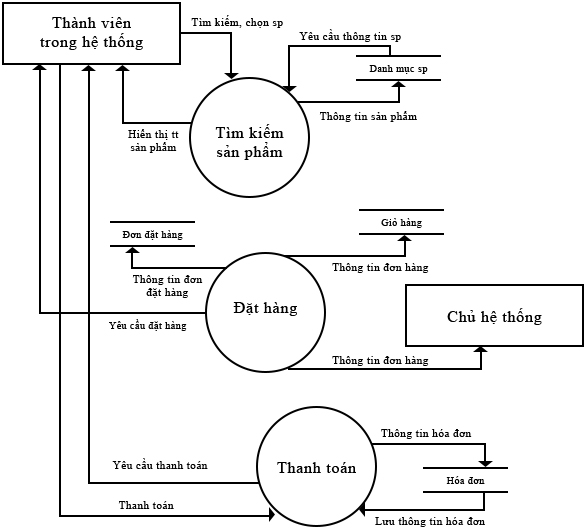 Thành viên
trong hệ thống
Tìm kiếm, chọn sp
Yêu cầu thông tin sp
Danh mục sp
Thông tin sản phẩm
Hiển thị tt
sản phẩm
Tìm kiếm
sản phẩm
Đơn đặt hàng
Giỏ hàng
Thông tin đơn
đặt hàng
Thông tin đơn hàng
Đặt hàng
Chủ hệ thống
Yêu cầu đặt hàng
Thông tin đơn hàng
Thông tin hóa đơn
Yêu cầu thanh toán
Thanh toán
Hóa đơn
Thanh toán
Lưu thông tin hóa đơn